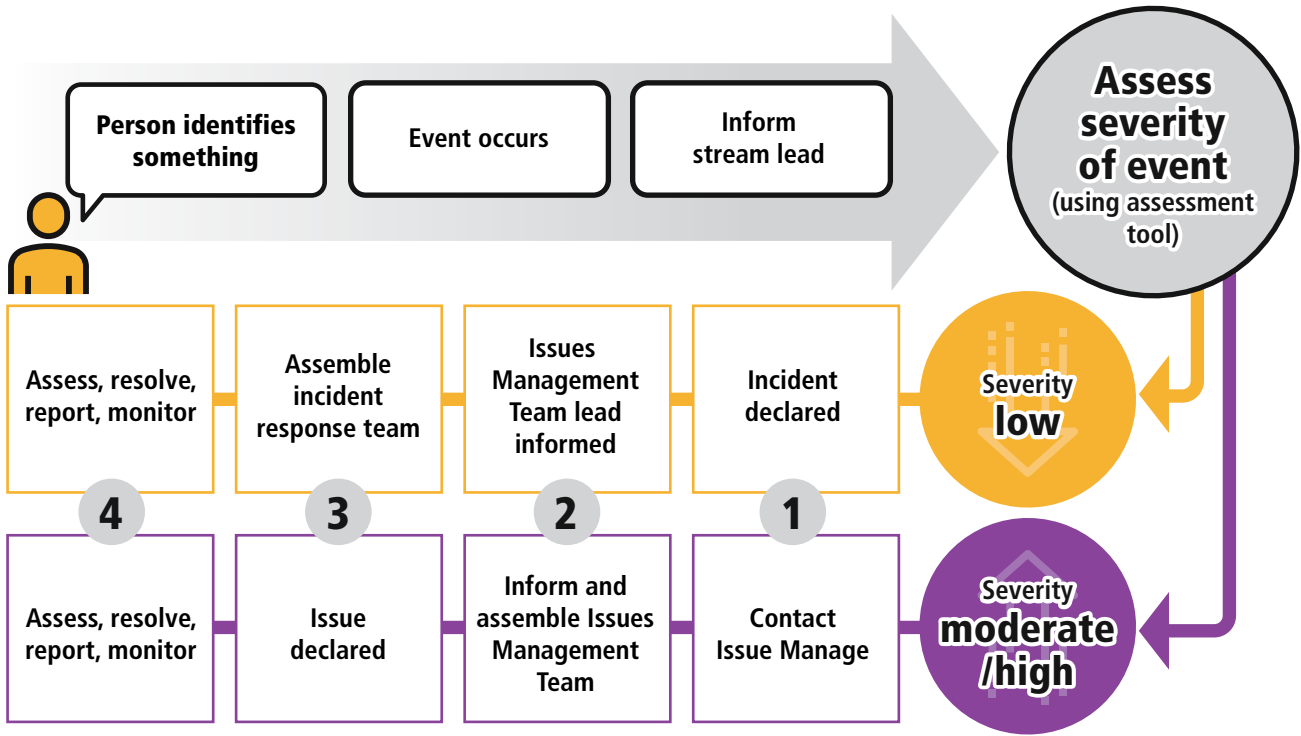 Person identifies
something
Event occurs
Inform
stream lead
Assess
severity
of event
(using assessment
tool)
Severity
low
Incident
declared
Issues
Management
Team lead
informed
Assemble
incident
response team
Assess, resolve,
report, monitor
4
3
2
1
Severity
moderate
/high
Contact
Issue Manage
Inform and
assemble Issues
Management
Team
Issue
declared
Assess, resolve,
report, monitor